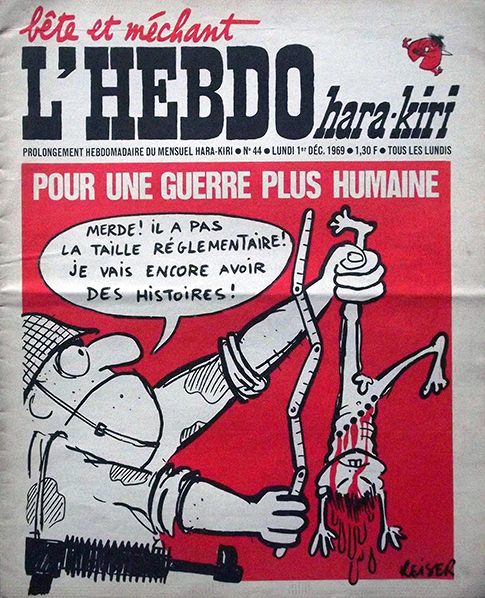 bête et méchant
L'HEBDO hara-kiri
PROLONGEMENT HEBDOMADAIRE DU MENSUEL HARA-KIRI ● N° 44 ● LUNDI 1er DÉC. 1969 ● 1,30 F ● TOUS LES LUNDIS
POUR UNE GUERRE PLUS HUMAINE
MERDE! IL A PAS
LA TAILLE RÉGLEMENTAIRE!
JE VAIS ENCORE AVOIR
DES HISTOIRES!
REISER